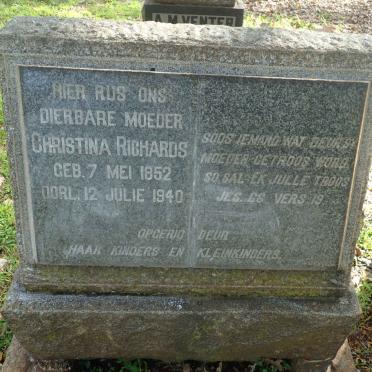 A.M. VENTER
HIER RUS ONS
DIERBARE MOEDER
CHRISTINA RICHARDS
GEB. 7 MEI 1852
OORL. 12 JULIE 1940
SOOS IEMAND WAT DEUR SY
MOEDER GETROOS WORD,
SO SAL EK JULLE TROOS
JES. 66 VERS 13
OPGERIG DEUR
HAAR KINDERS EN KLEINKINDERS.